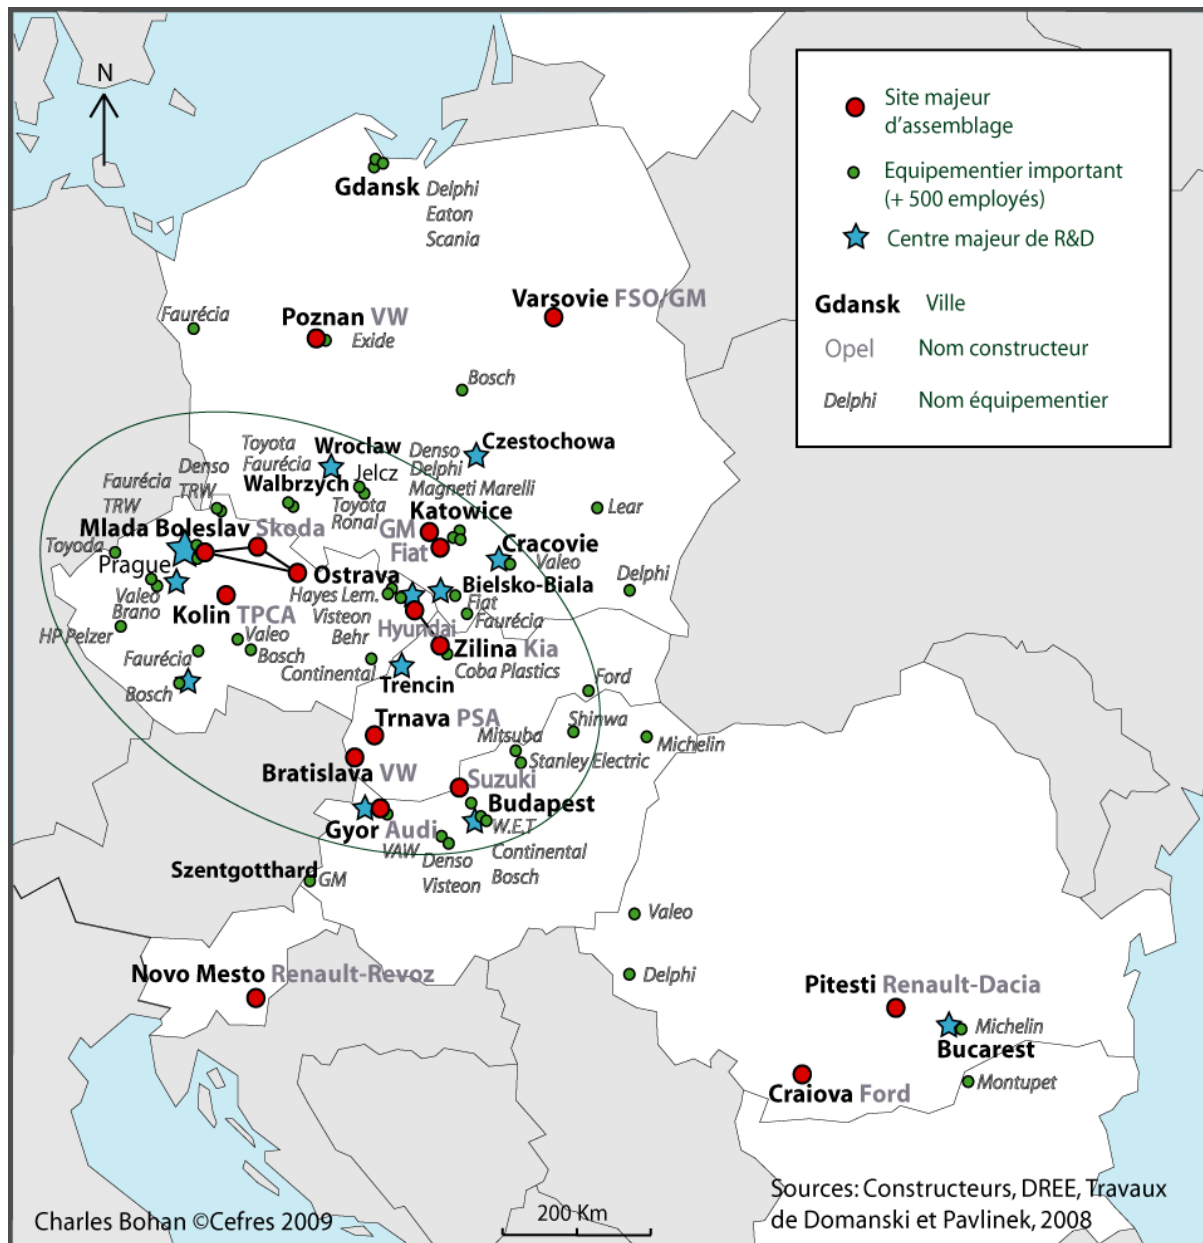 N
Site majeur
d'assemblage
Equipementier important
(+ 500 employés)
Centre majeur de R&D
Gdansk Ville
Opel Nom constructeur
Delphi Nom équipementier
Gdansk Delphi
Eaton
Scania
Varsovie FSO/GM
Faurécia
Poznan VW
Exide
Bosch
Toyota
Faurécia
Wroclaw
Jelcz
Walbrzych
Toyota
Ronal
Czestochowa
Denso
Delphi
Magneti Marelli
Katowice
GM
Fiat
Lear
Denso
TRW
Faurécia
TRW
Mlada Boleslav Skoda
Toyoda
Prague
Valeo
Brano
HP Pelzer
Kolin TPCA
Valeo
Bosch
Faurécia
Bosch
Ostrava
Hayes Lem.
Visteon
Behr
Continental
Hyundai
Cracovie
Valeo
Delphi
Bielsko-Biala
Fiat
Faurécia
Zilina Kia
Coba Plastics
Trencin
Ford
Shinwa
Mitsuba
Stanley Electric
Michelin
Trnava PSA
Bratislava VW
Suzuki
Budapest
W.E.T
Continental
Bosch
Gyor Audi
VAW
Denso
Visteon
Szentgotthard
GM
Valeo
Delphi
Novo Mesto Renault-Revoz
Pitesti Renault-Dacia
Michelin
Bucarest
Craiova Ford
Montupet
Charles Bohan ©Cefres 2009
200 Km
Sources: Constructeurs, DREE, Travaux
de Domanski et Pavlinek, 2008